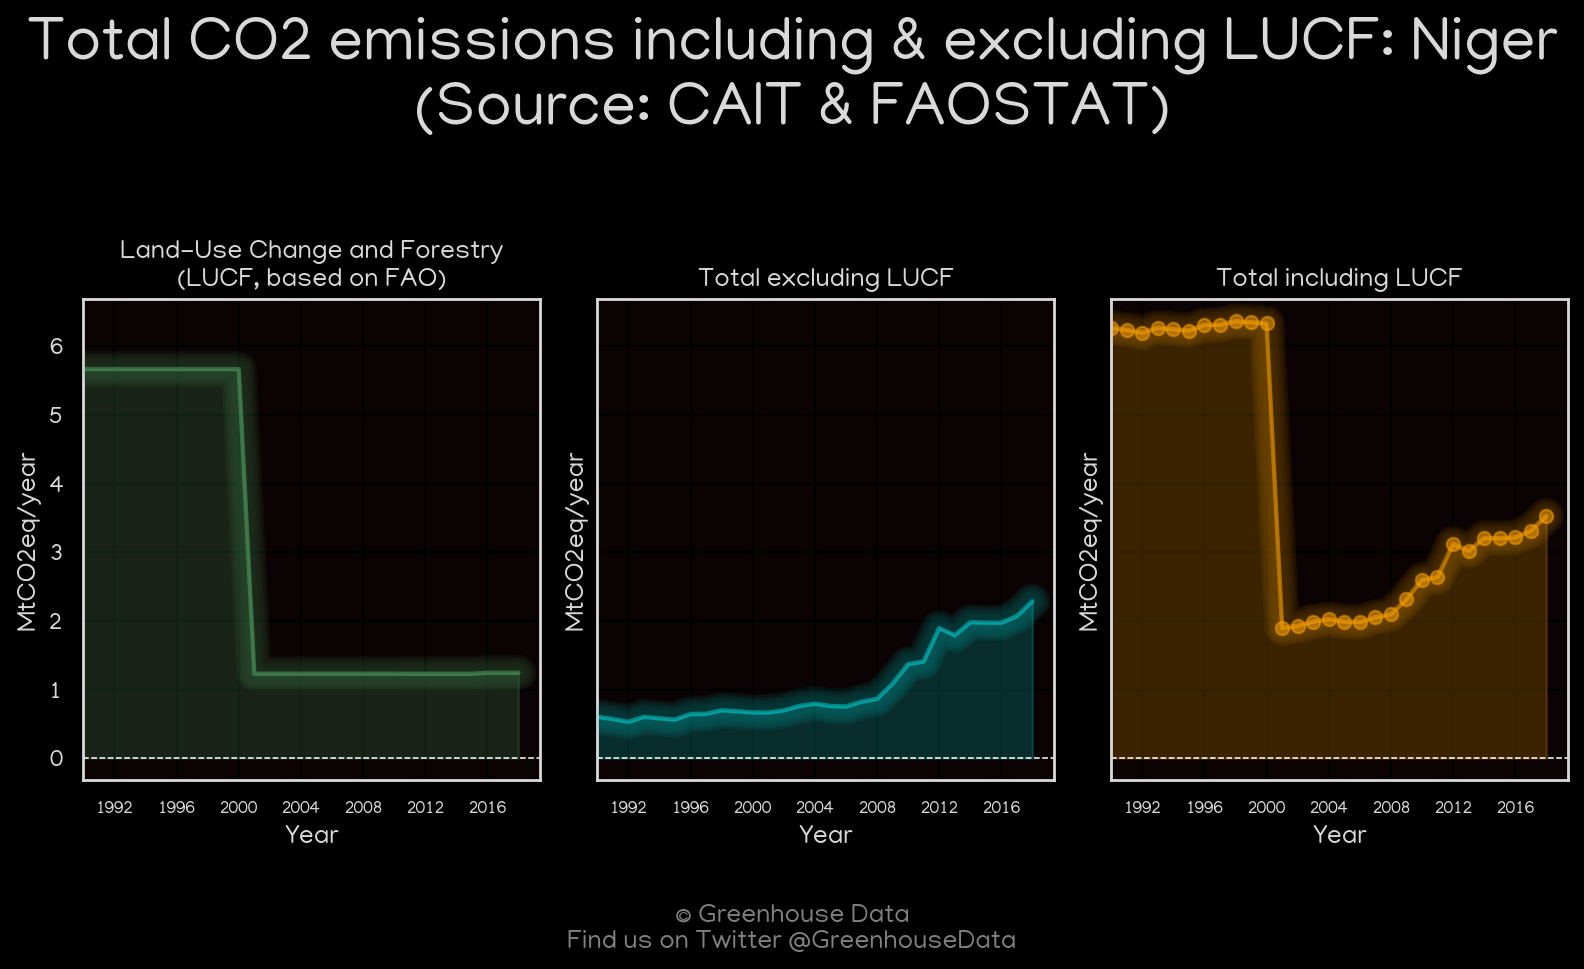 Total CO2 emissions including & excluding LUCF: Niger
(Source: CAIT & FAOSTAT)
Land-Use Change and Forestry
(LUCF, based on FAO)
Total excluding LUCF
Total including LUCF
6
5
4
3
2
1
0
MtCO2eq/year
MtCO2eq/year
MtCO2eq/year
1992 1996 2000 2004 2008 2012 2016
1992 1996 2000 2004 2008 2012 2016
1992 1996 2000 2004 2008 2012 2016
Year
Year
Year
© Greenhouse Data
Find us on Twitter @GreenhouseData